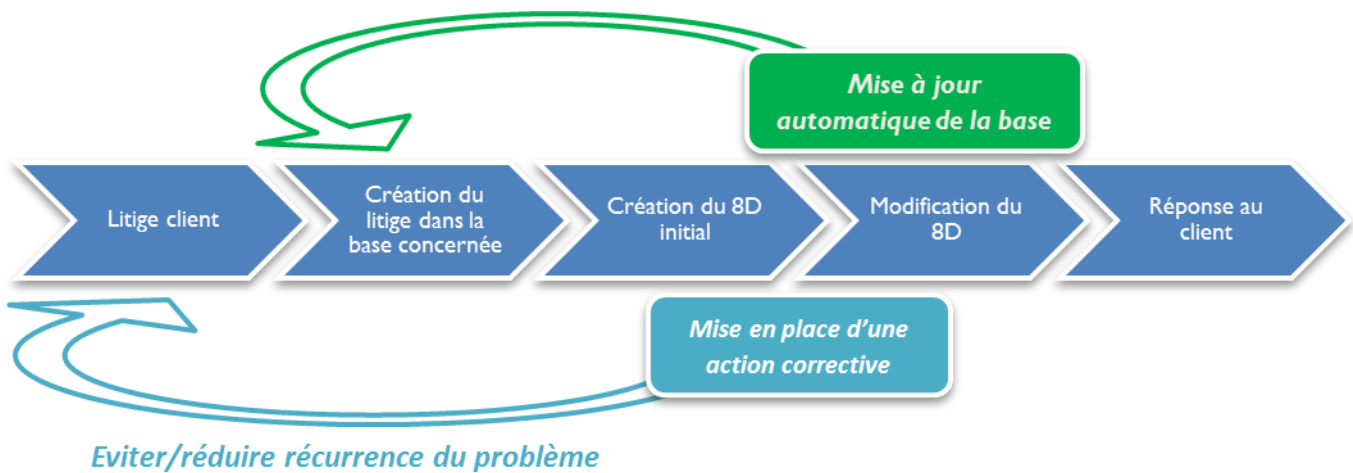 Mise à jour
automatique de la base
Litige client
Création du
litige dans la
base concernée
Création du 8D
initial
Modification du
8D
Réponse au
client
Mise en place d’une
action corrective
Eviter/réduire récurrence du problème